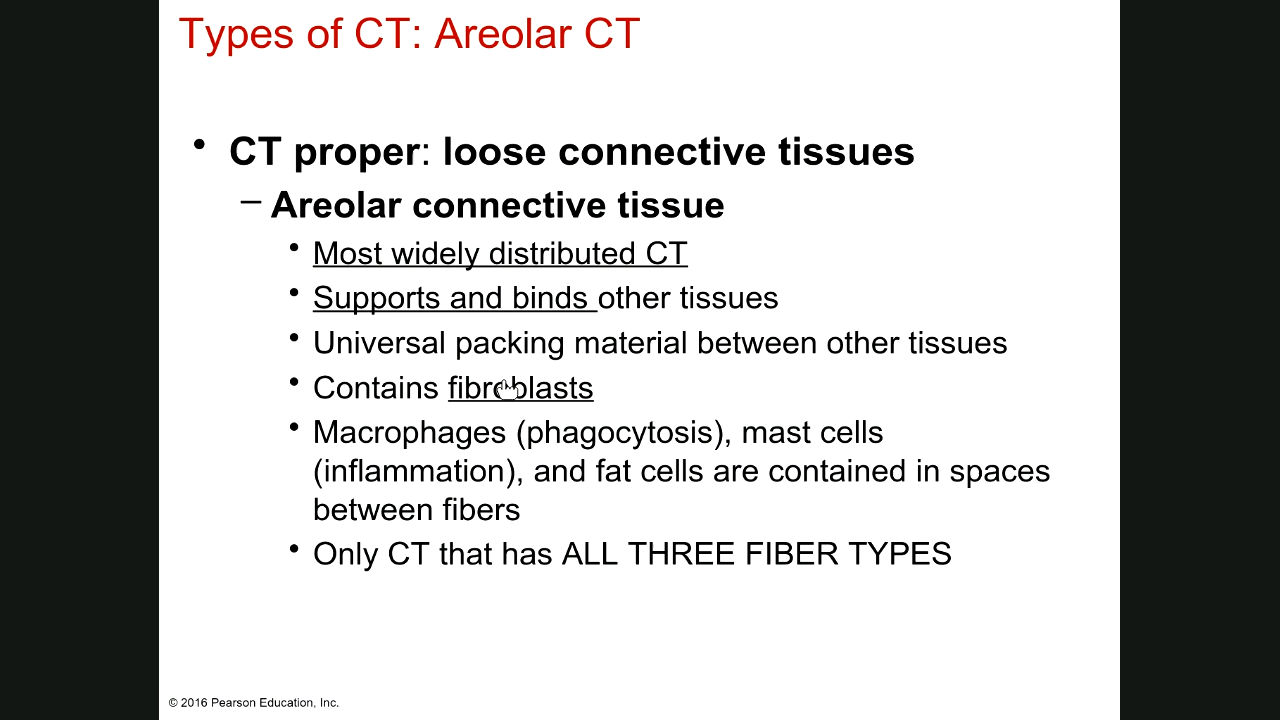 Types of CT: Areolar CT
• CT proper: loose connective tissues
– Areolar connective tissue
• Most widely distributed CT
• Supports and binds other tissues
• Universal packing material between other tissues
• Contains fibroblasts
• Macrophages (phagocytosis), mast cells
(inflammation), and fat cells are contained in spaces
between fibers
• Only CT that has ALL THREE FIBER TYPES
© 2016 Pearson Education, Inc.